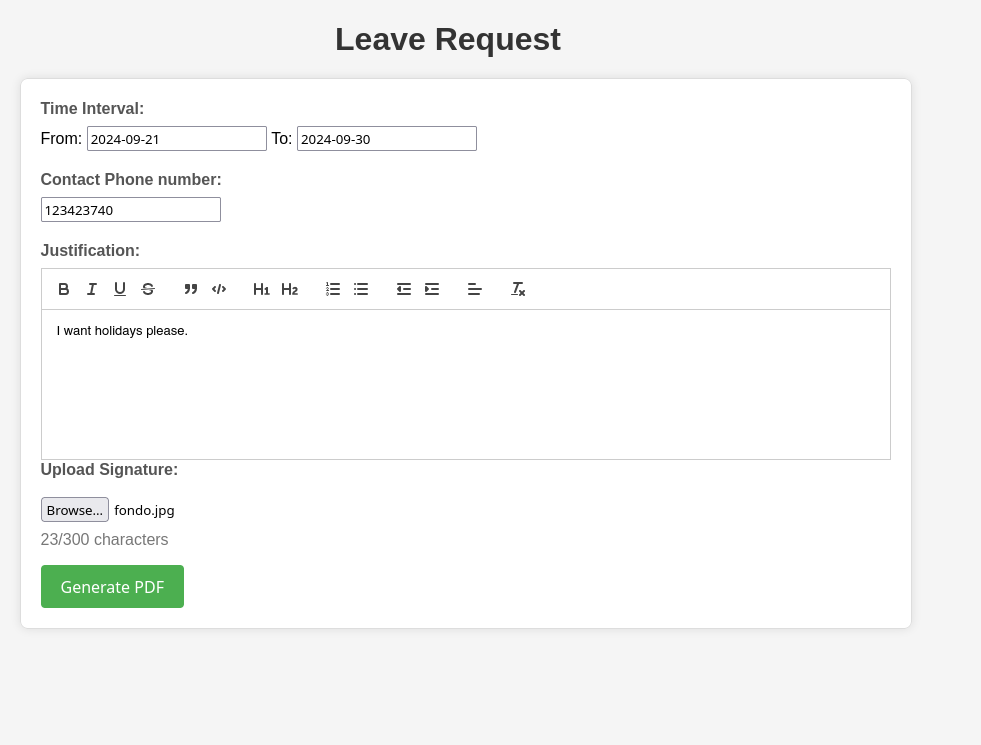 Leave Request
Time Interval:
From: 2024-09-21 To: 2024-09-30
Contact Phone number:
123423740
Justification:
B I U S H1 H2
I want holidays please.
Upload Signature:
Browse... fondo.jpg
23/300 characters
Generate PDF